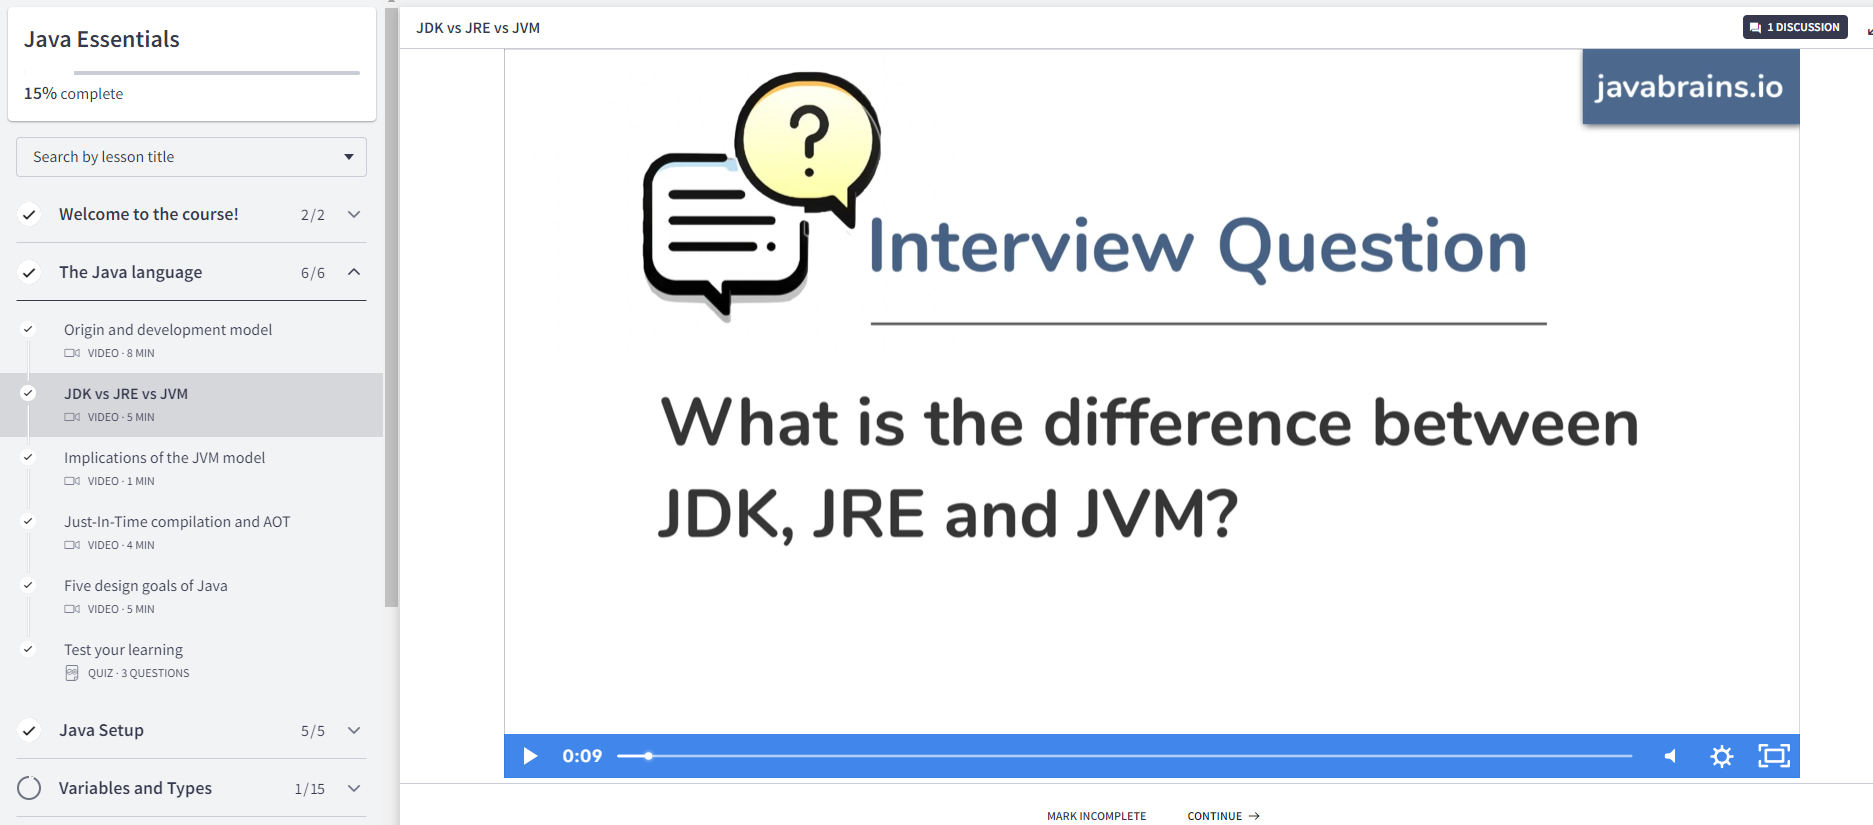 Java Essentials
15% complete
Search by lesson title
Welcome to the course! 2/2
The Java language 6/6
Origin and development model
VIDEO · 8 MIN
JDK vs JRE vs JVM
VIDEO · 5 MIN
Implications of the JVM model
VIDEO · 1 MIN
Just-In-Time compilation and AOT
VIDEO · 4 MIN
Five design goals of Java
VIDEO · 5 MIN
Test your learning
QUIZ · 3 QUESTIONS
Java Setup 5/5
Variables and Types 1/15
JDK vs JRE vs JVM
1 DISCUSSION
javabrains.io
?
Interview Question
What is the difference between
JDK, JRE and JVM?
0:09
MARK INCOMPLETE CONTINUE →